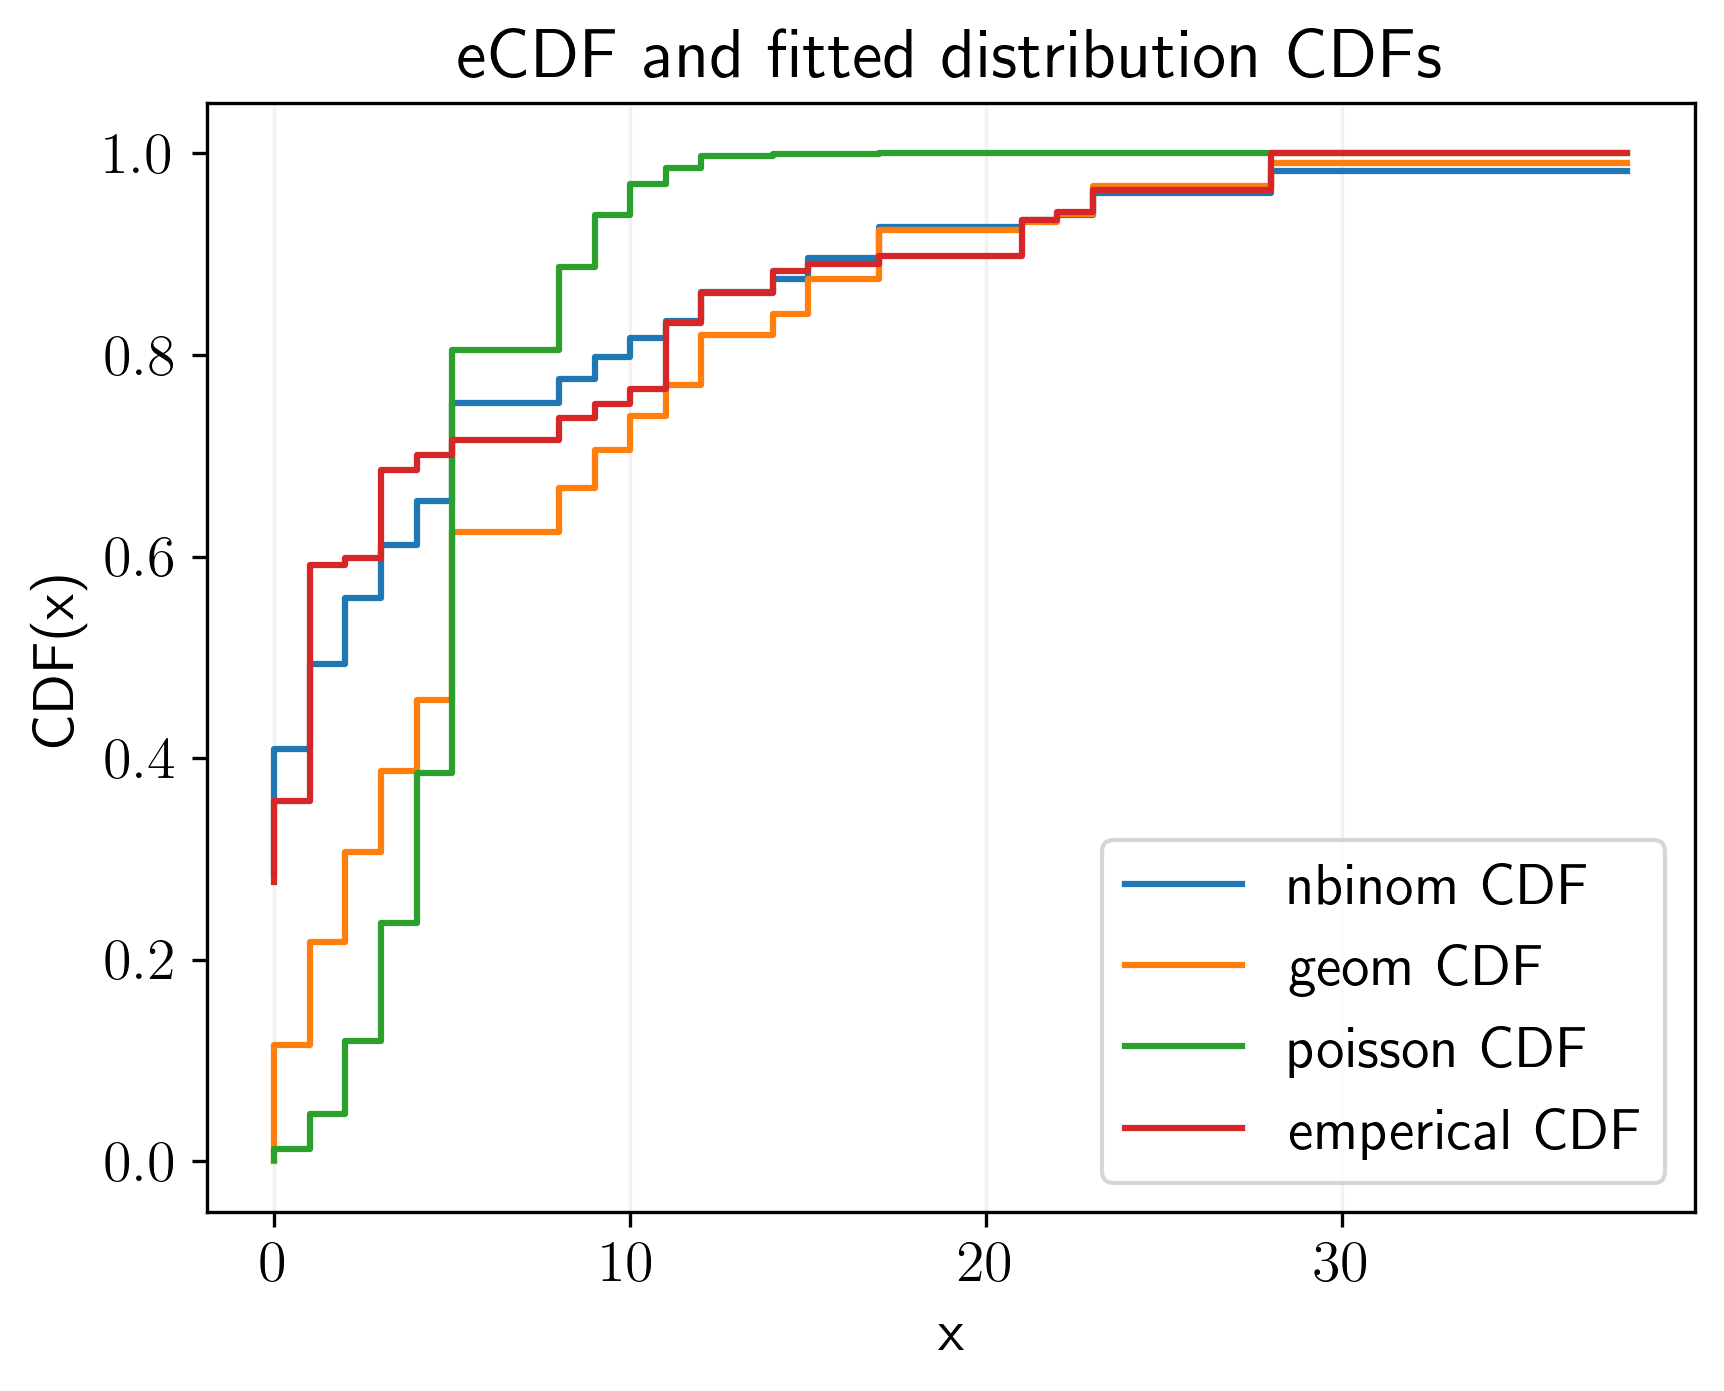 eCDF and fitted distribution CDFs
CDF(x)
1.0
0.8
0.6
0.4
0.2
0.0
nbinom CDF
geom CDF
poisson CDF
emperical CDF
0 10 20 30
x